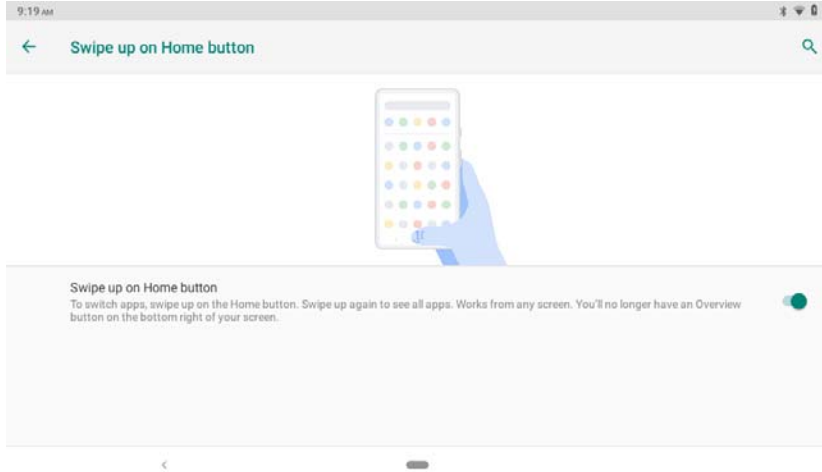 9:19 AM
Swipe up on Home button
Swipe up on Home button
To switch apps, swipe up on the Home button. Swipe up again to see all apps. Works from any screen. You'll no longer have an Overview
button on the bottom right of your screen.